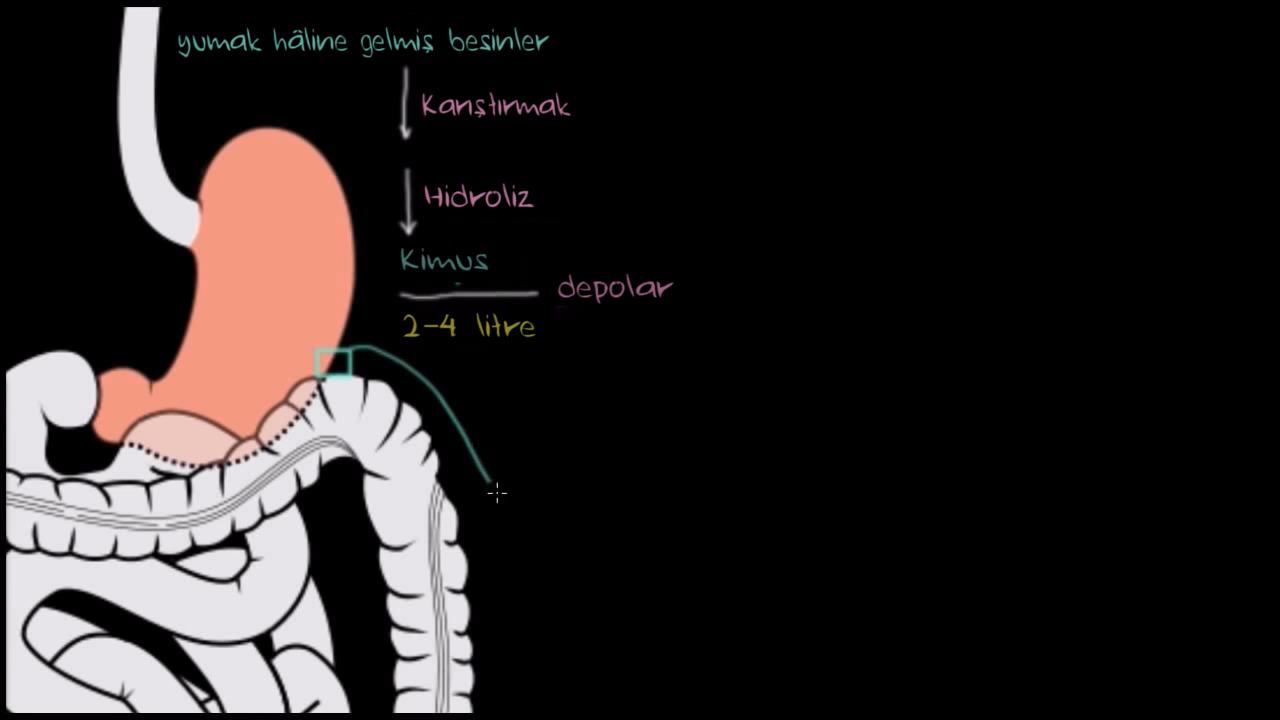 yumak hâline gelmiş besinler
Karıştırmak
Hidroliz
Kimus
depolar
2-4 litre